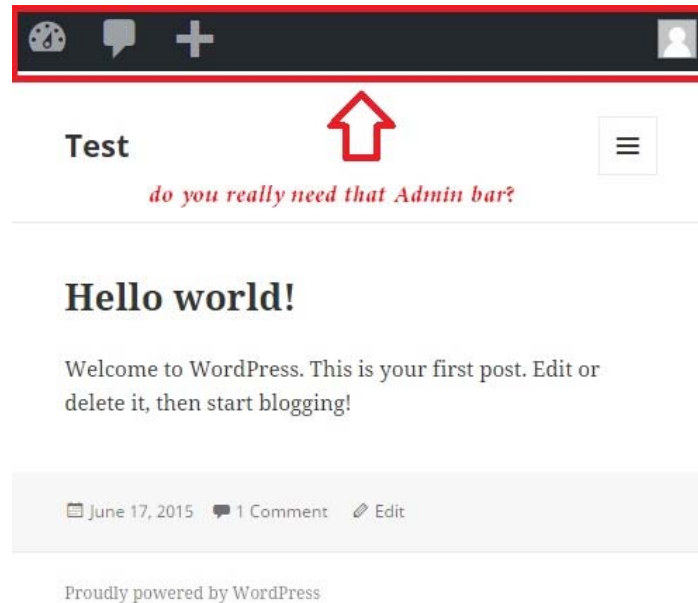 Test
do you really need that Admin bar?
Hello world!
Welcome to WordPress. This is your first post. Edit or
delete it, then start blogging!
June 17, 2015 1 Comment Edit
Proudly powered by WordPress